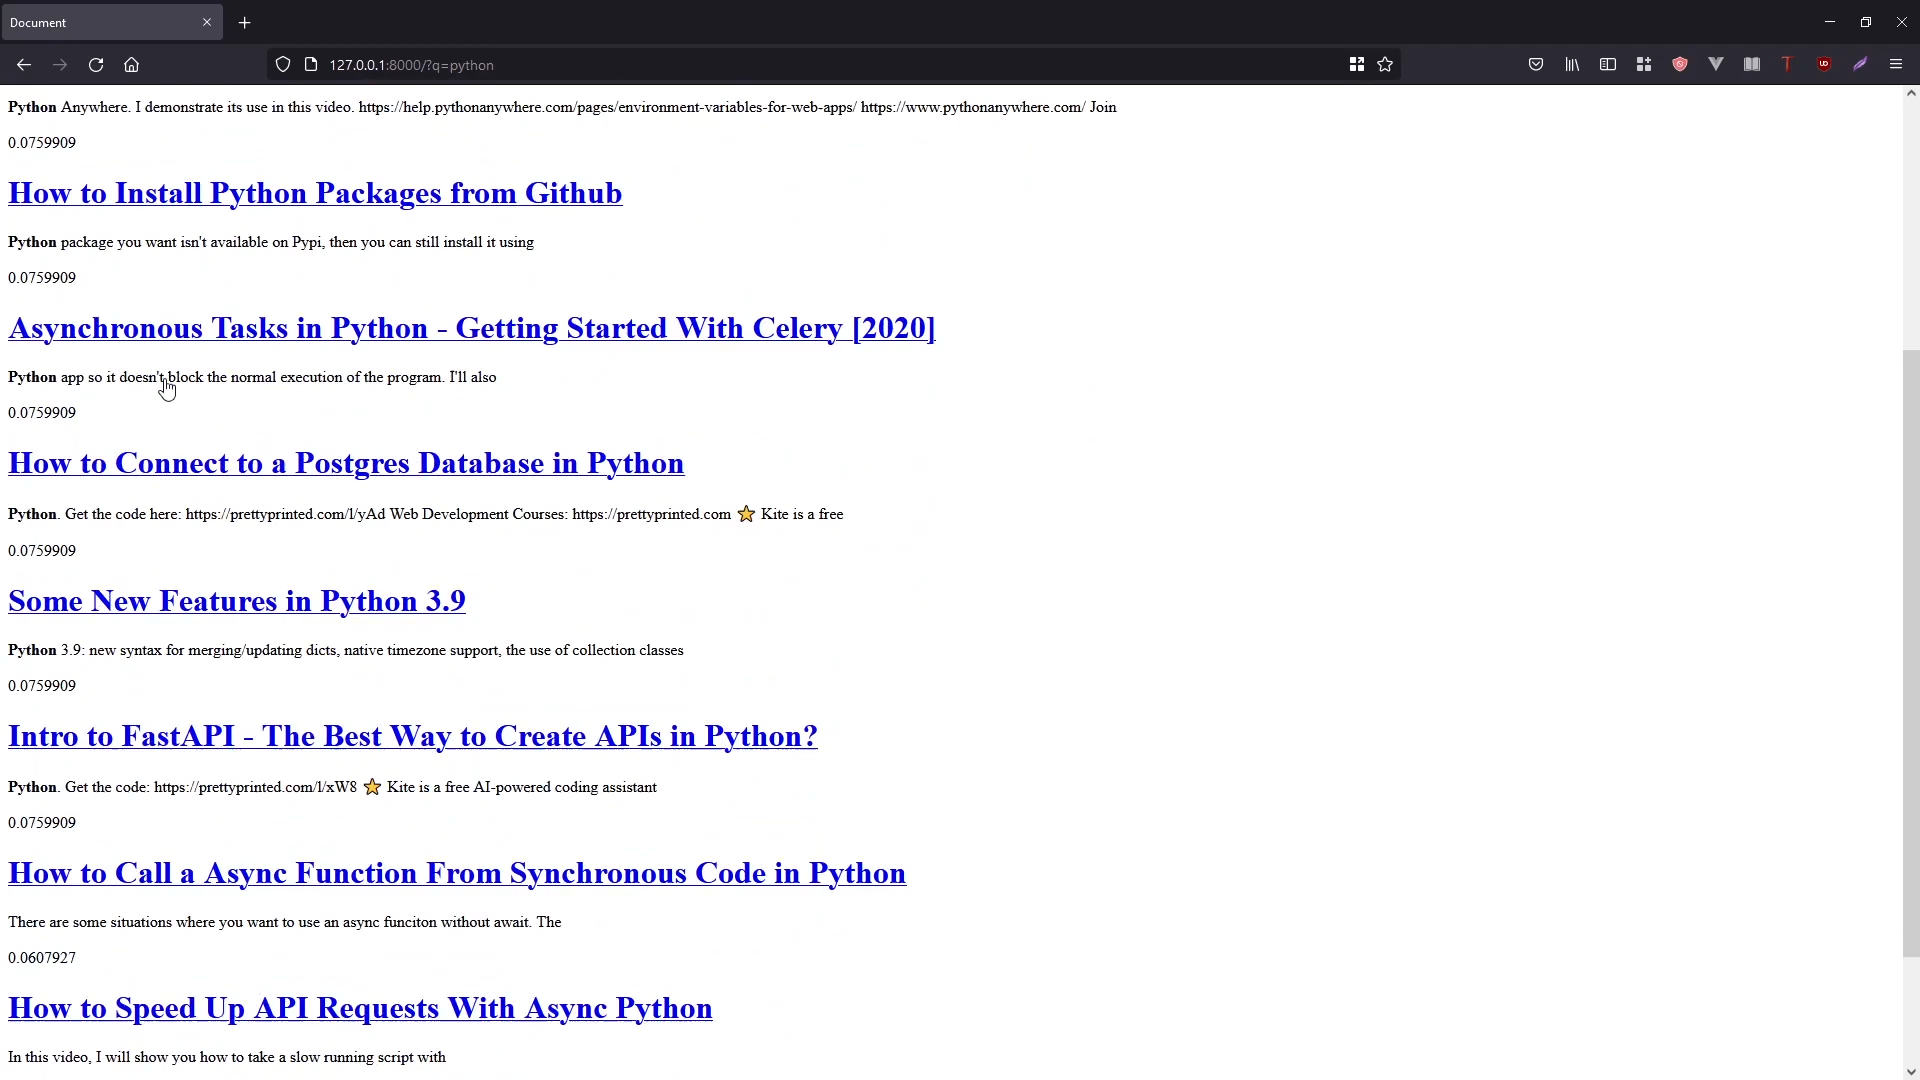 Document
127.0.0.1:8000/?q=python
Python Anywhere. I demonstrate its use in this video. https://help.pythonanywhere.com/pages/environment-variables-for-web-apps/ https://www.pythonanywhere.com/ Join
0.0759909
How to Install Python Packages from Github
Python package you want isn't available on Pypi, then you can still install it using
0.0759909
Asynchronous Tasks in Python - Getting Started With Celery [2020]
Python app so it doesn't block the normal execution of the program. I'll also
0.0759909
How to Connect to a Postgres Database in Python
Python. Get the code here: https://prettyprinted.com/l/yAd Web Development Courses: https://prettyprinted.com ⭐ Kite is a free
0.0759909
Some New Features in Python 3.9
Python 3.9: new syntax for merging/updating dicts, native timezone support, the use of collection classes
0.0759909
Intro to FastAPI - The Best Way to Create APIs in Python?
Python. Get the code: https://prettyprinted.com/l/xW8 ⭐ Kite is a free AI-powered coding assistant
0.0759909
How to Call a Async Function From Synchronous Code in Python
There are some situations where you want to use an async funciton without await. The
0.0607927
How to Speed Up API Requests With Async Python
In this video, I will show you how to take a slow running script with